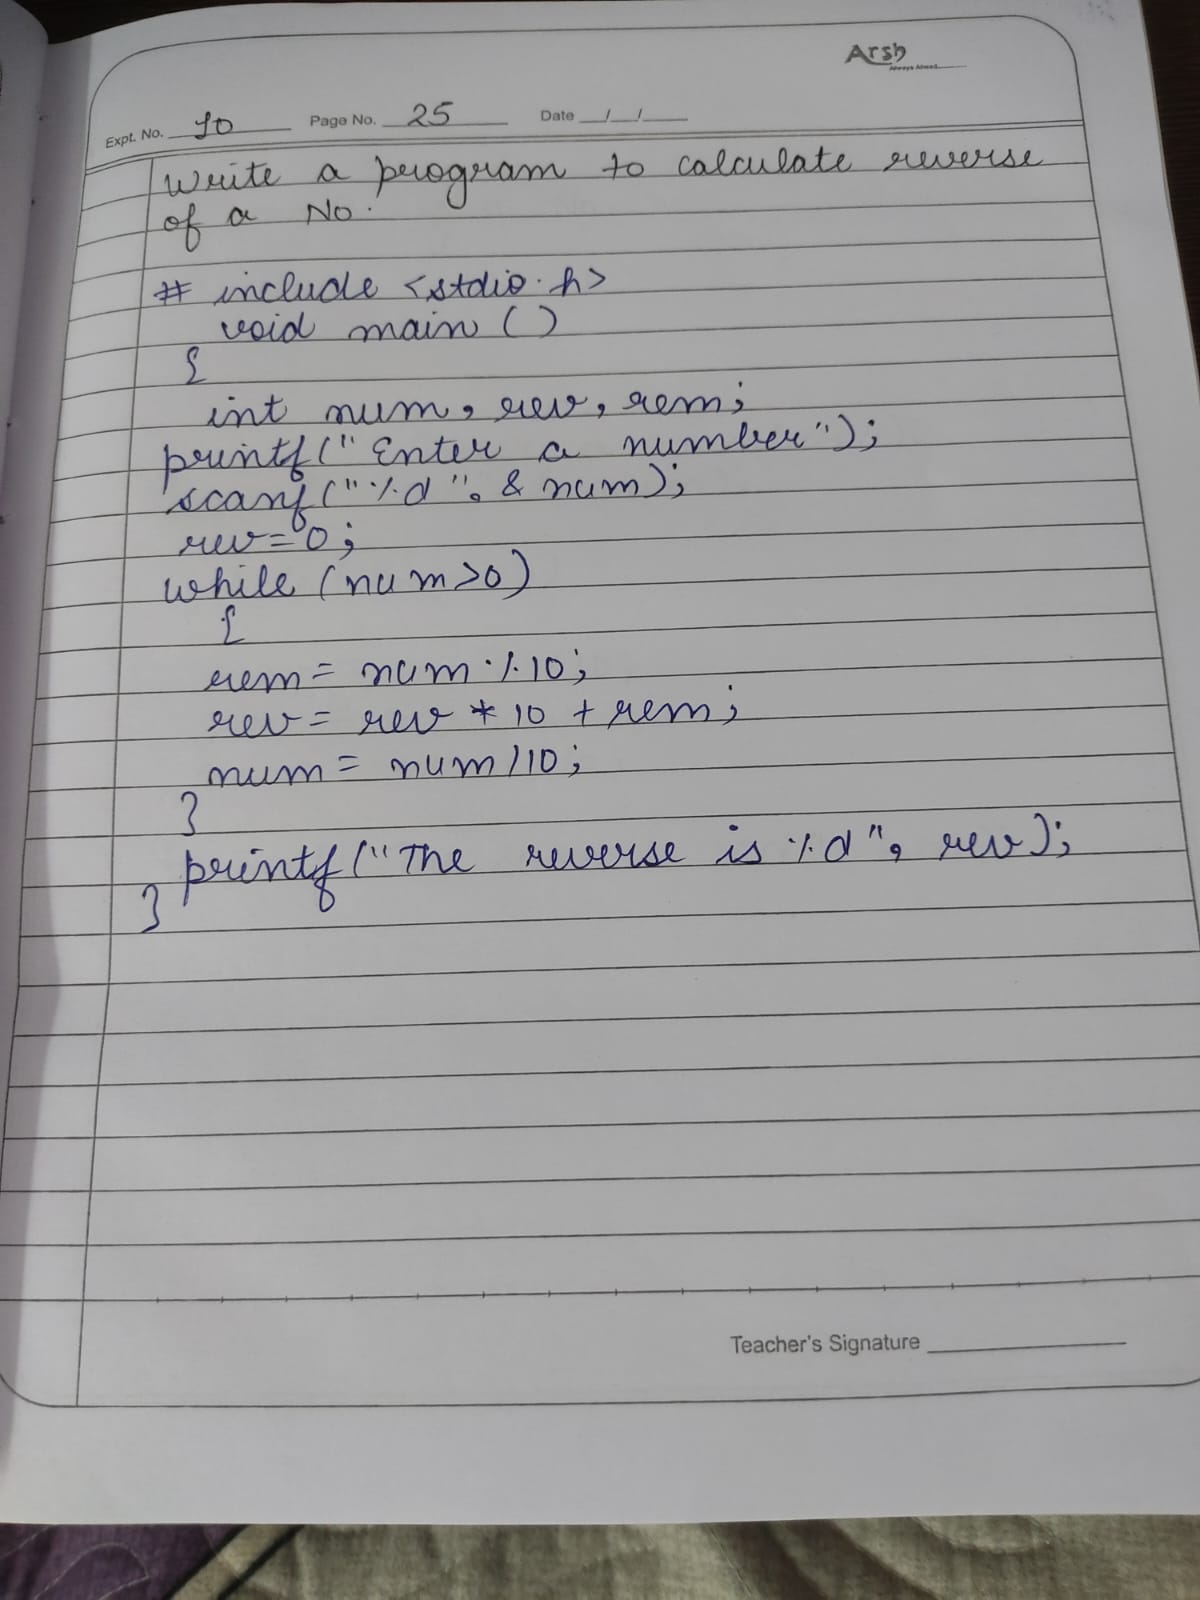 Arsh
Always Ahead...
Expt. No. 10 Page No. 25 Date / /
Write a program to calculate reverse
of a No.
# include <stdio.h>
void main ()
{
int num, rev, rem;
printf("Enter a number");
scanf("%d", & num);
rev=0;
while (num>0)
{
rem = num % 10;
rev = rev * 10 + rem;
num = num/10;
}
printf("The reverse is %d", rev);
}
Teacher's Signature